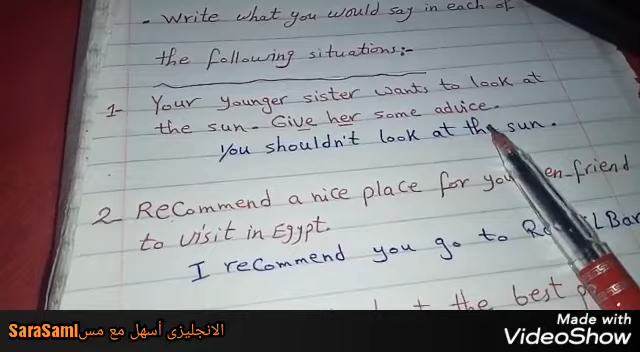 - Write what you would say in each of
the following situations:-
1- Your younger sister wants to look at
the sun. Give her some advice.
You shouldn't look at the sun.
2 Recommend a nice place for en-friend
to visit in Egypt.
I recommend you go to
the best
SaraSami الانجليزى أسهل مع مس
Made with
VideoShow